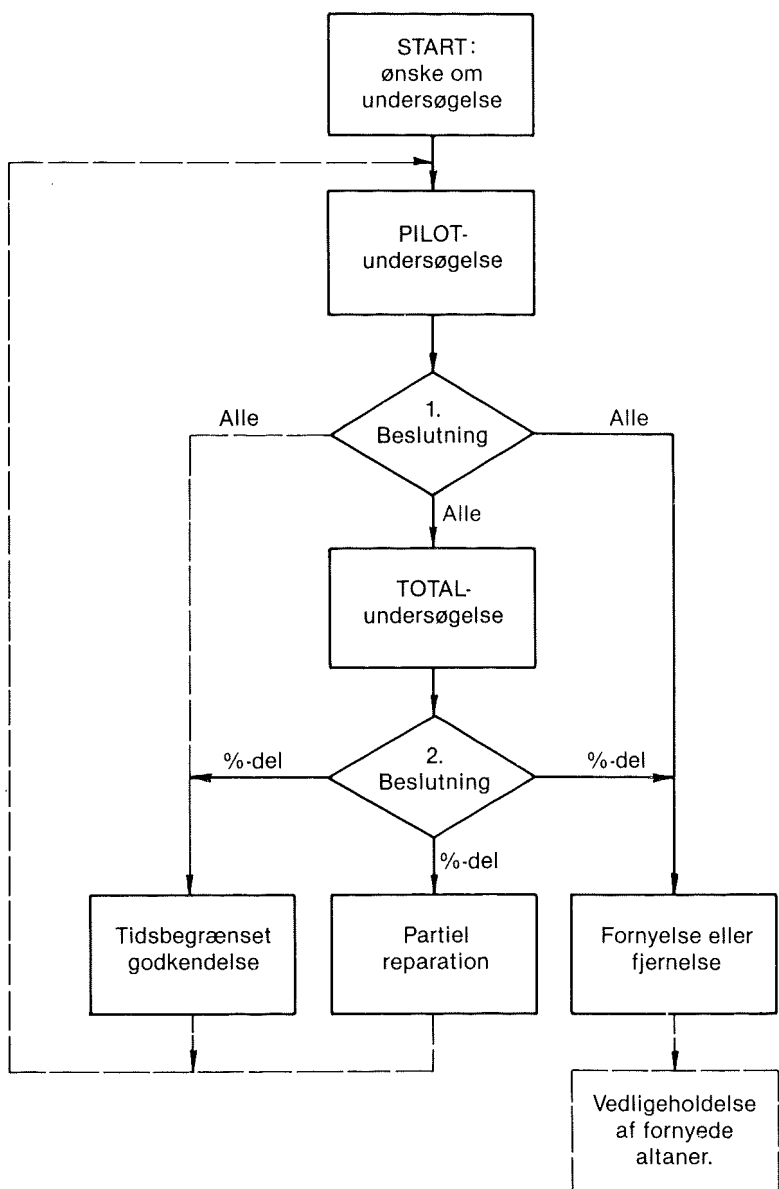 START:
ønske om
undersøgelse
PILOT-
undersøgelse
1.
Beslutning
Alle
Alle
Alle
TOTAL-
undersøgelse
2.
Beslutning
%-del
%-del
%-del
Tidsbegrænset
godkendelse
Partiel
reparation
Fornyelse eller
fjernelse
Vedligeholdelse
af fornyede
altaner.